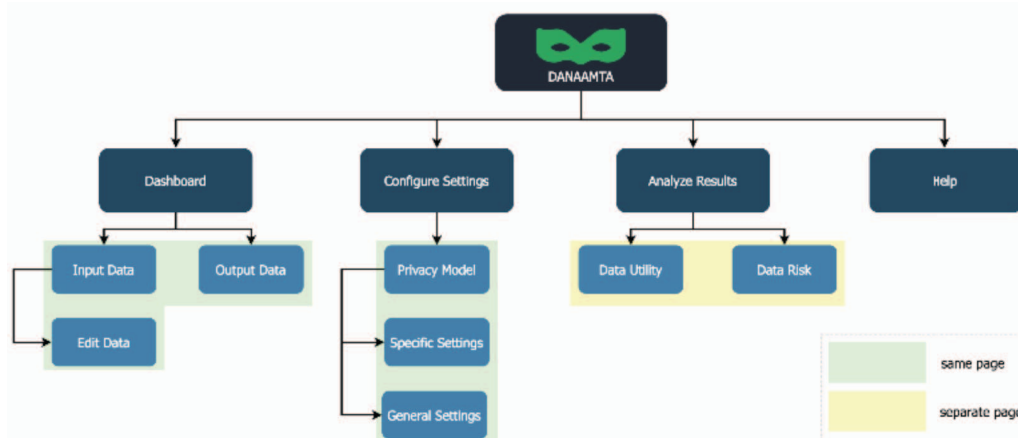 DANAAMTA
Dashboard
Configure Settings
Analyze Results
Help
Input Data
Output Data
Privacy Model
Data Utility
Data Risk
Edit Data
Specific Settings
General Settings
same page
separate page